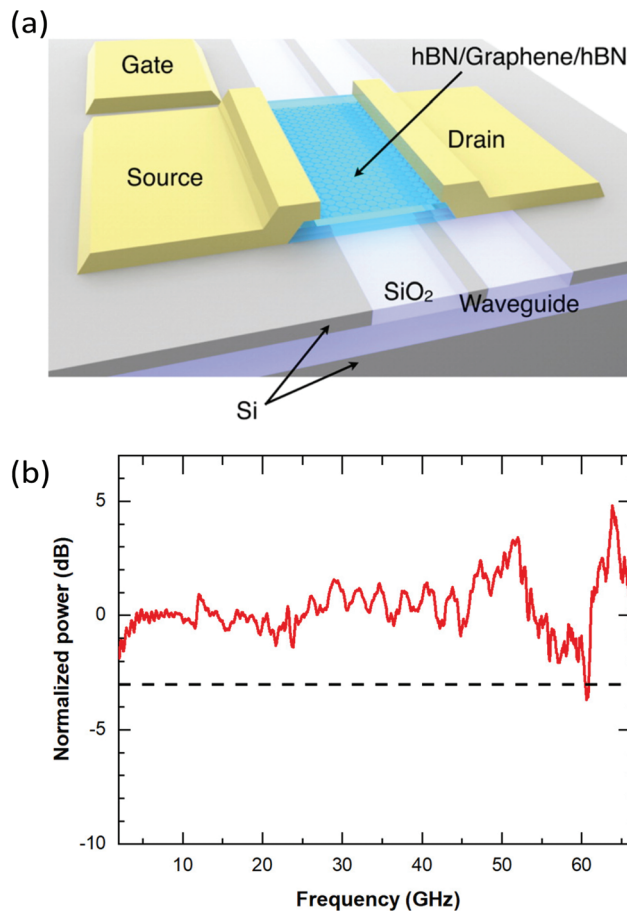 (a)
hBN/Graphene/hBN
Gate
Drain
Source
SiO₂
Waveguide
Si
(b)
Normalized power (dB)
5
0
-5
-10
10 20 30 40 50 60
Frequency (GHz)